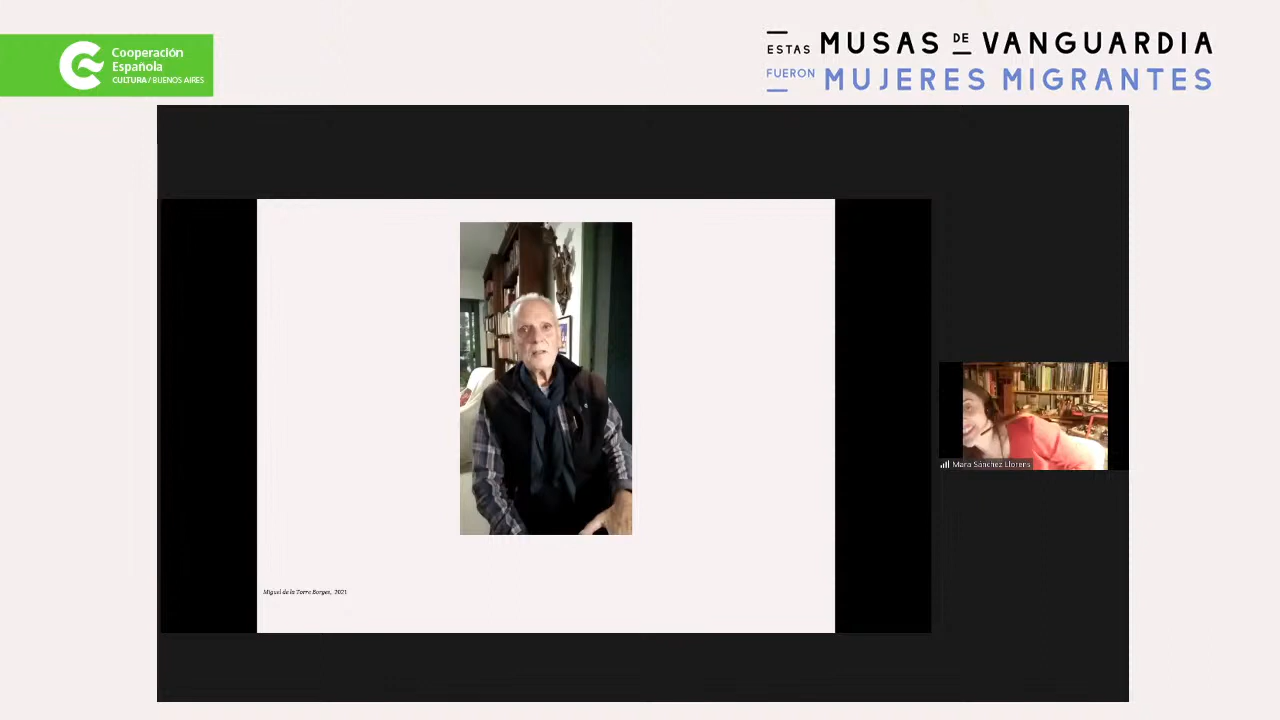 Cooperación
Española
CULTURA / BUENOS AIRES
ESTAS MUSAS DE VANGUARDIA
FUERON MUJERES MIGRANTES
Mara Sánchez Llorens
Miguel de la Torre Borges, 2021